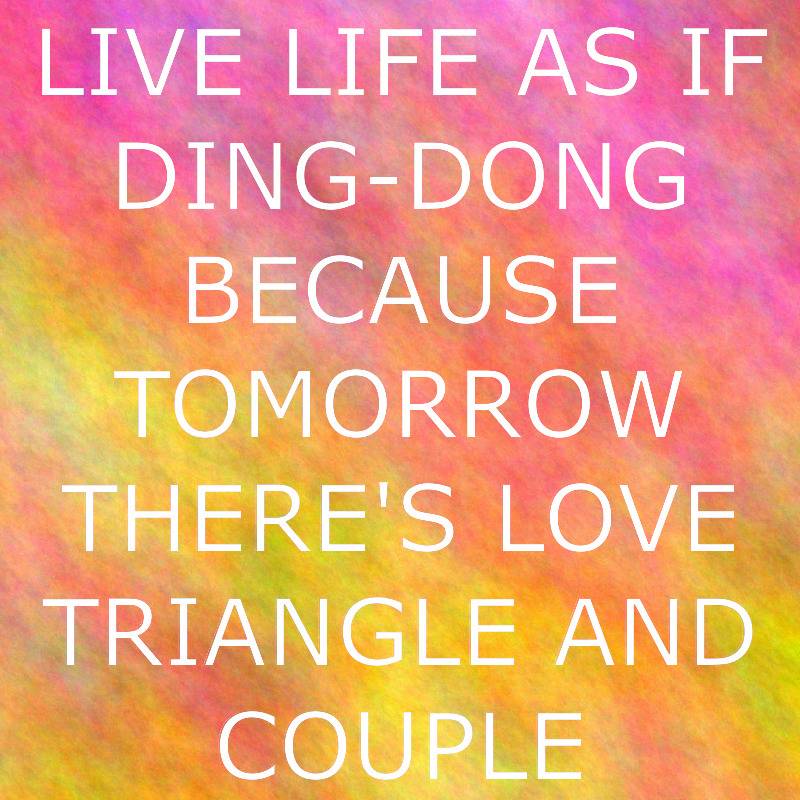 LIVE LIFE AS IF
DING-DONG
BECAUSE
TOMORROW
THERE'S LOVE
TRIANGLE AND
COUPLE